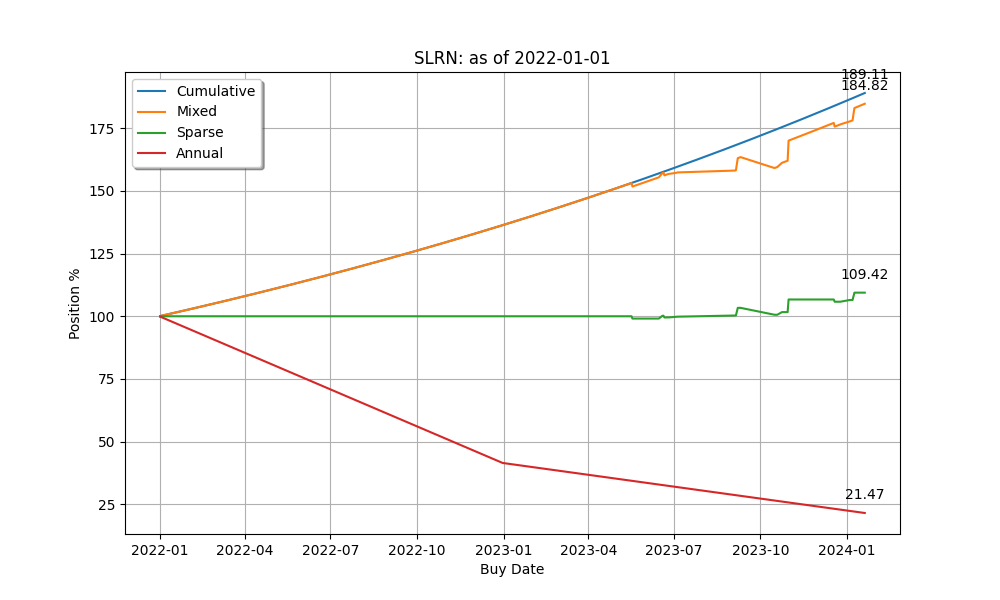 SLRN: as of 2022-01-01
189.11
184.82
109.42
21.47
Cumulative
Mixed
Sparse
Annual
Position %
175
150
125
100
75
50
25
2022-01 2022-04 2022-07 2022-10 2023-01 2023-04 2023-07 2023-10 2024-01
Buy Date